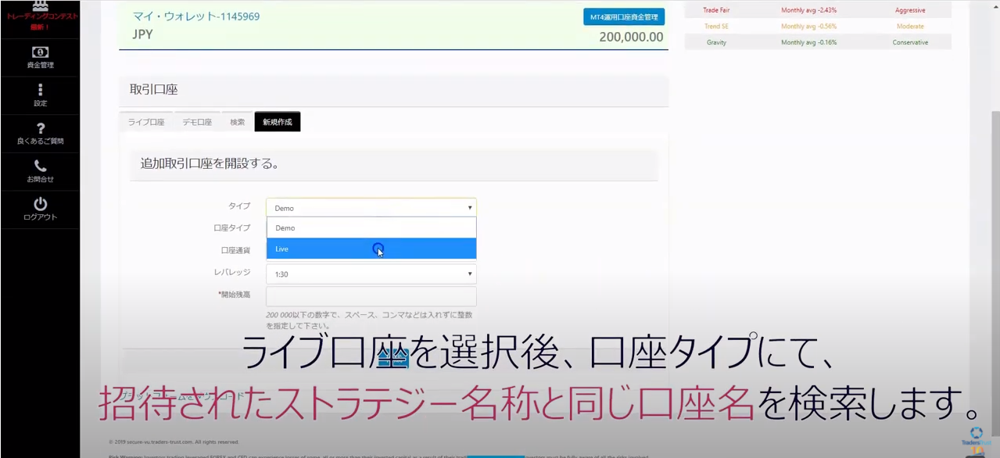 トレーディングコンテスト
最新！
資金管理
設定
良くあるご質問
お問合せ
ログアウト
マイ・ウォレット-1145969
MT4運用口座資金管理
JPY
200,000.00
Trade Fair Monthly avg -2.43% Aggressive
Trend SE Monthly avg -0.56% Moderate
Gravity Monthly avg -0.16% Conservative
取引口座
ライブ口座 デモ口座 検索 新規作成
追加取引口座を開設する。
タイプ Demo
口座タイプ Demo
口座通貨 Live
レバレッジ 1:30
*開始残高
200 000以下の数字で、スペース、コンマなどは入れずに整数
を指定して下さい。
ライブ口座を選択後、口座タイプにて、
招待されたストラテジー名称と同じ口座名を検索します。
© 2019 secure-vu.traders-trust.com. All rights reserved.
TradersTrust